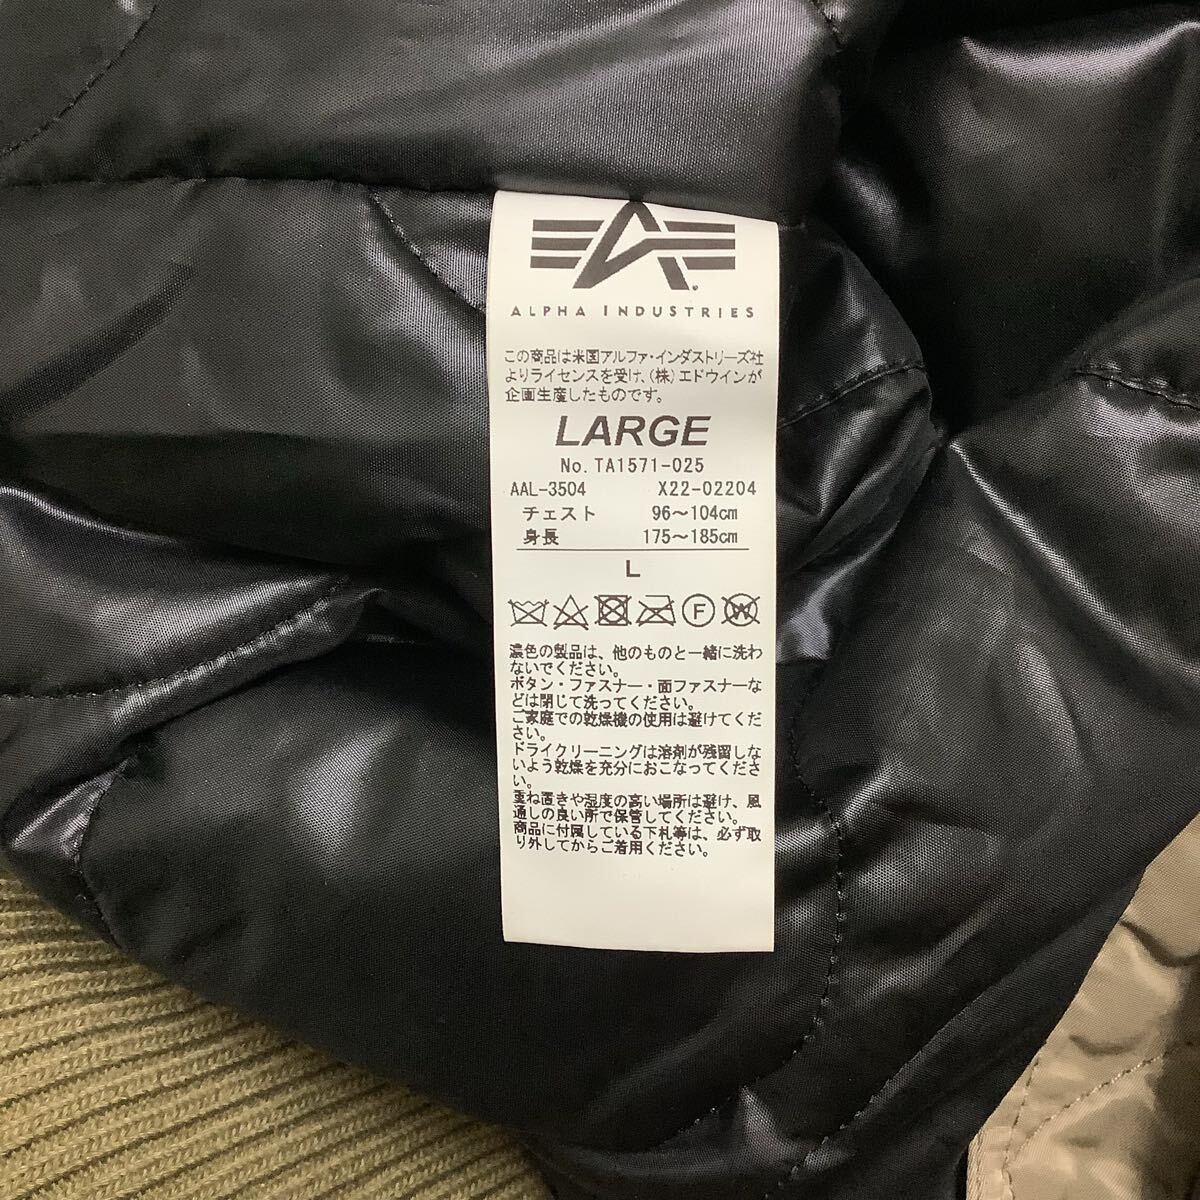 ALPHA INDUSTRIES
この商品は米国アルファ・インダストリーズ社
よりライセンスを受け、(株)エドウインが
企画生産したものです。
LARGE
No. TA1571-025
AAL-3504 X22-02204
チェスト 96～104cm
身長 175～185cm
L
F W
濃色の製品は、他のものと一緒に洗わ
ないでください。
ボタン・ファスナー・面ファスナーな
どは閉じて洗ってください。
ご家庭での乾燥機の使用は避けてくだ
さい。
ドライクリーニングは溶剤が残留しな
いよう乾燥を充分におこなってくださ
い。
重ね置きや湿度の高い場所は避け、風
通しの良い所で保管してください。
商品に付属している下札等は、必ず取
り外してからご着用ください。